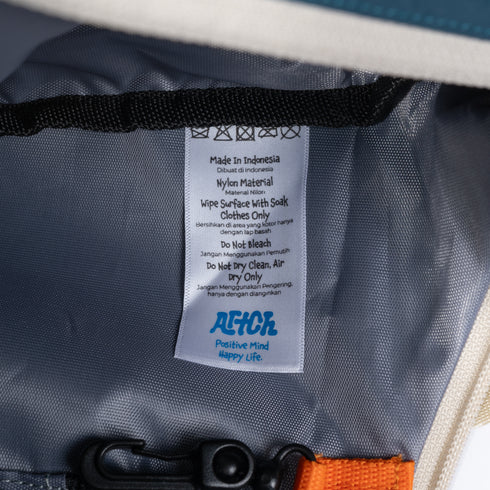 Made In Indonesia
Dibuat di Indonesia
Nylon Material
Material Nilon
Wipe Surface With Soak
Clothes Only
Bersihkan di area yang kotor hanya
dengan lap basah
Do Not Bleach
Jangan Menggunakan Pemutih
Do Not Dry Clean, Air
Dry Only
Jangan Menggunakan Pengering,
hanya dengan dianginkan
Positive Mind
Happy Life.